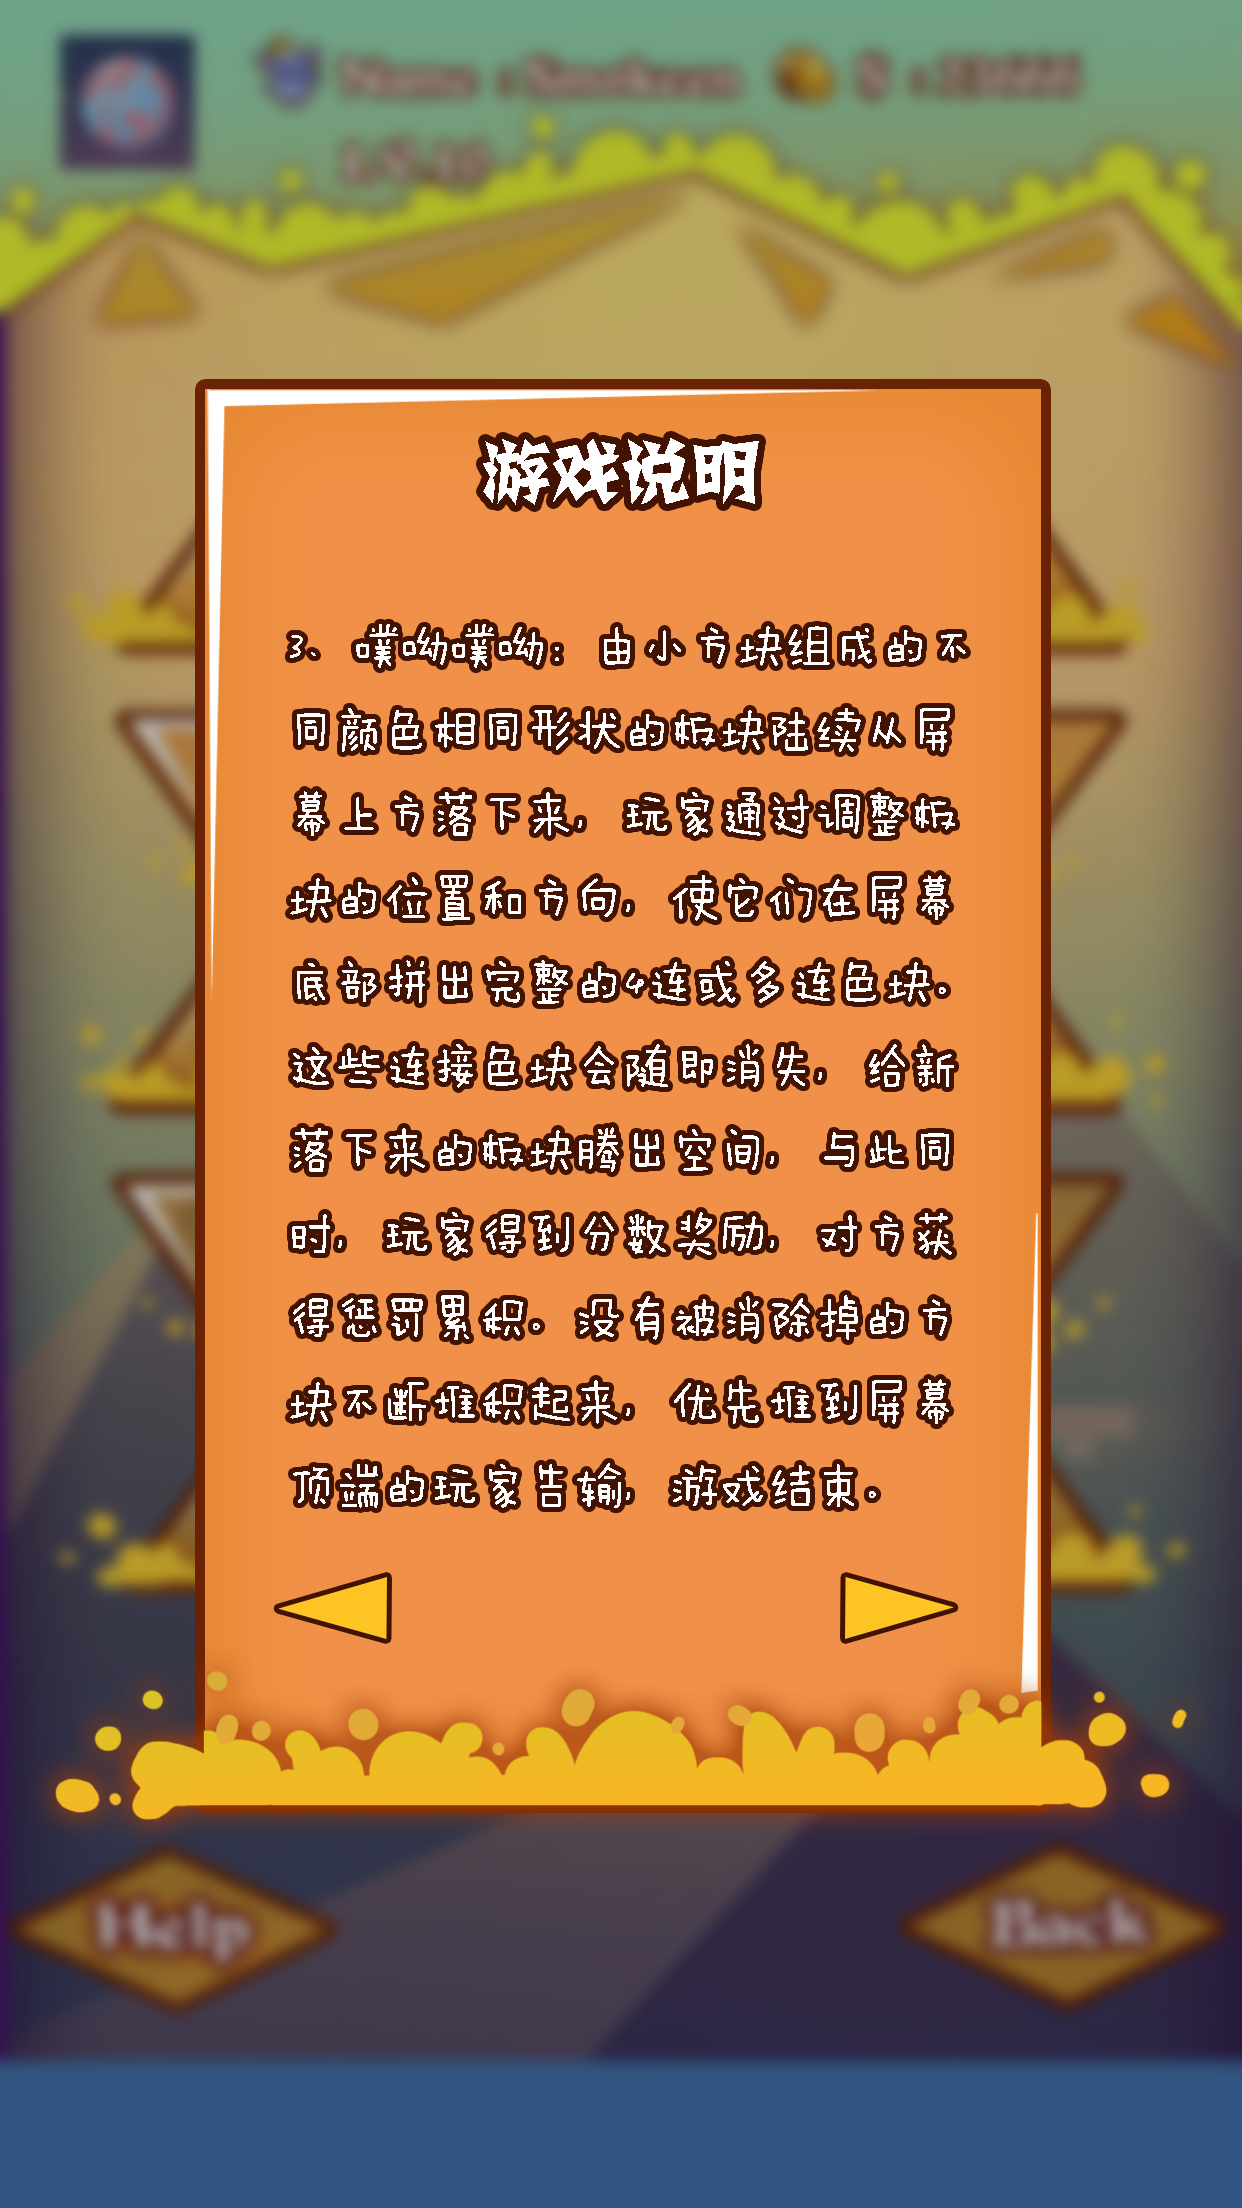 Name : Smokeen
LV.10
游戏说明
3、噗呦噗呦：由小方块组成的不
同颜色相同形状的板块陆续从屏
幕上方落下来，玩家通过调整板
块的位置和方向，使它们在屏幕
底部拼出完整的4连或多连色块。
这些连接色块会随即消失，给新
落下来的板块腾出空间，与此同
时，玩家得到分数奖励，对方获
得惩罚累积。没有被消除掉的方
块不断堆积起来，优先堆到屏幕
顶端的玩家告输，游戏结束。
Help
Back